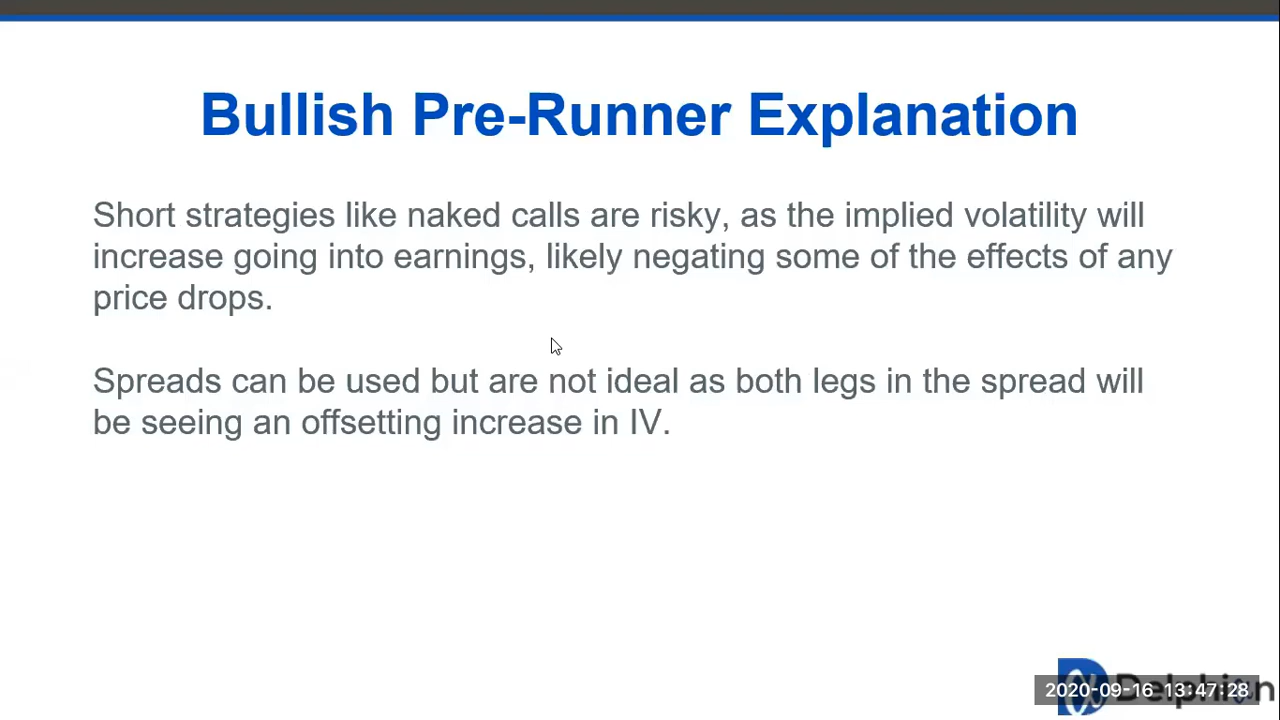 Bullish Pre-Runner Explanation
Short strategies like naked calls are risky, as the implied volatility will
increase going into earnings, likely negating some of the effects of any
price drops.
Spreads can be used but are not ideal as both legs in the spread will
be seeing an offsetting increase in IV.
Delphian
2020-09-16 13:47:28